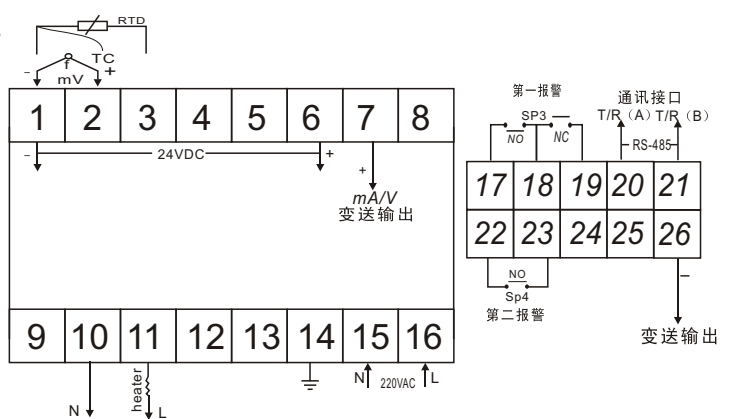 RTD
TC
f
− mV +
1 2 3 4 5 6 7 8
− 24VDC +
+
mA/V
变送输出
9 10 11 12 13 14 15 16
heater
N L
N 220VAC L
第一报警
SP3
NO NC
通讯接口
T/R（A）T/R（B）
RS-485
17 18 19 20 21
22 23 24 25 26
NO
Sp4
第二报警
−
变送输出